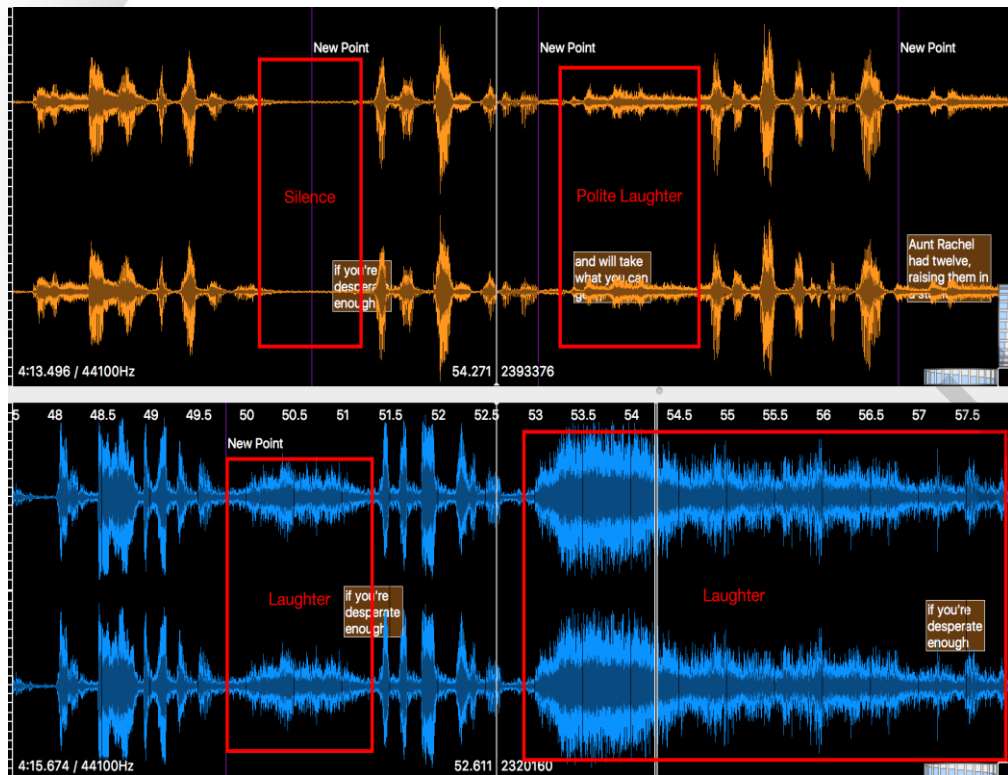 New Point
New Point
New Point
Silence
Polite Laughter
if you're
desperate
enough
and will take
what you can
Aunt Rachel
had twelve,
raising them in
4:13.496 / 44100Hz
54.271
2393376
5 48 48.5 49 49.5 50 50.5 51 51.5 52 52.5 53 53.5 54 54.5 55 55.5 56 56.5 57 57.5
New Point
Laughter
Laughter
if you're
desperate
enough
if you're
desperate
enough
4:15.674 / 44100Hz
52.611
2320160